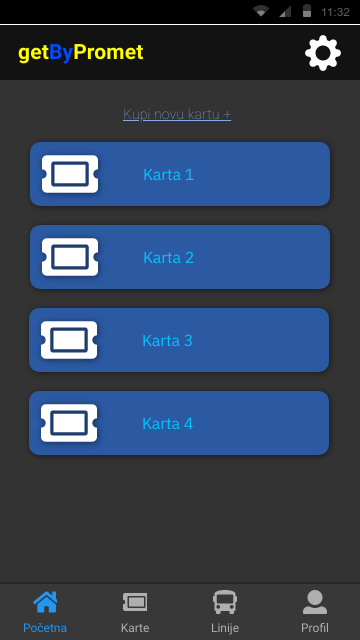 11:32
getByPromet
Kupi novu kartu +
Karta 1
Karta 2
Karta 3
Karta 4
Početna
Karte
Linije
Profil